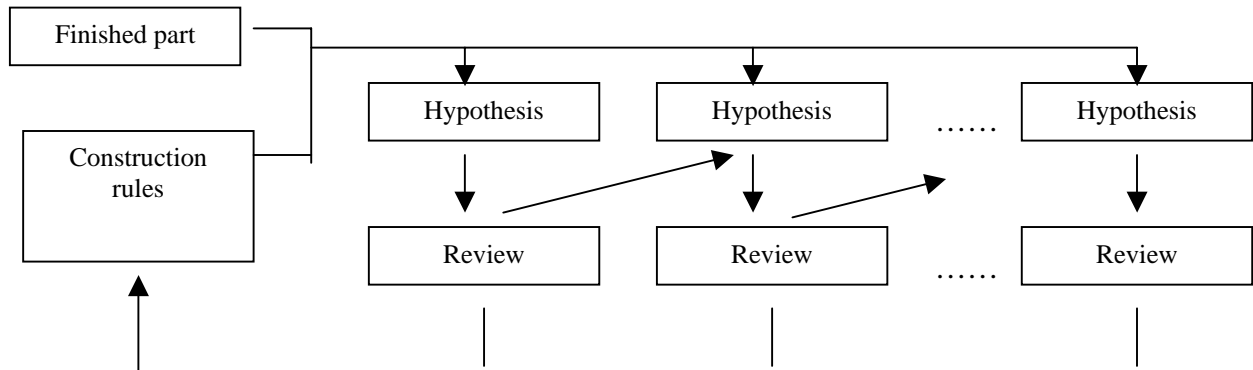 Finished part
Hypothesis
Hypothesis
……
Hypothesis
Construction
rules
Review
Review
……
Review